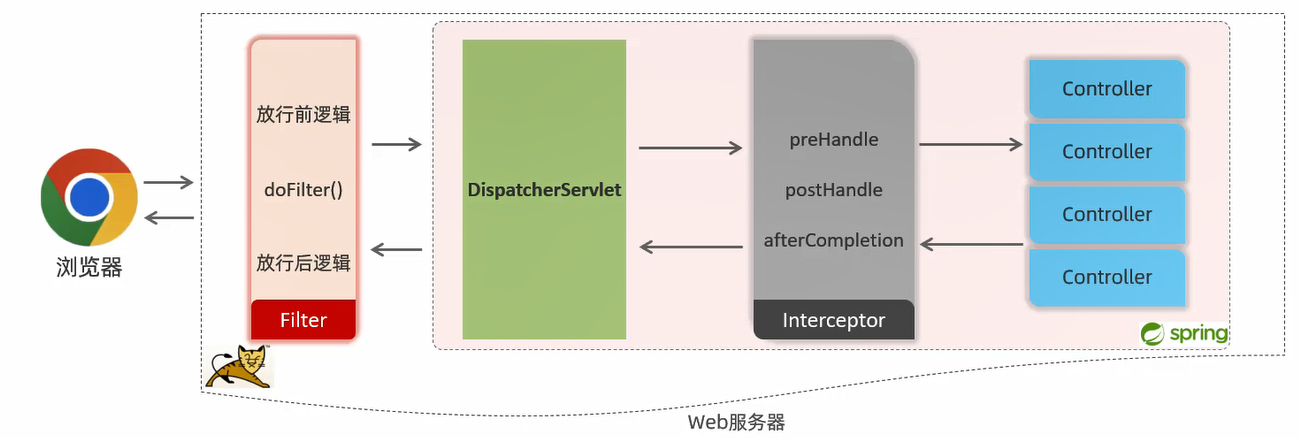 浏览器
放行前逻辑
doFilter()
放行后逻辑
Filter
DispatcherServlet
preHandle
postHandle
afterCompletion
Interceptor
Controller
Controller
Controller
Controller
spring
Web服务器